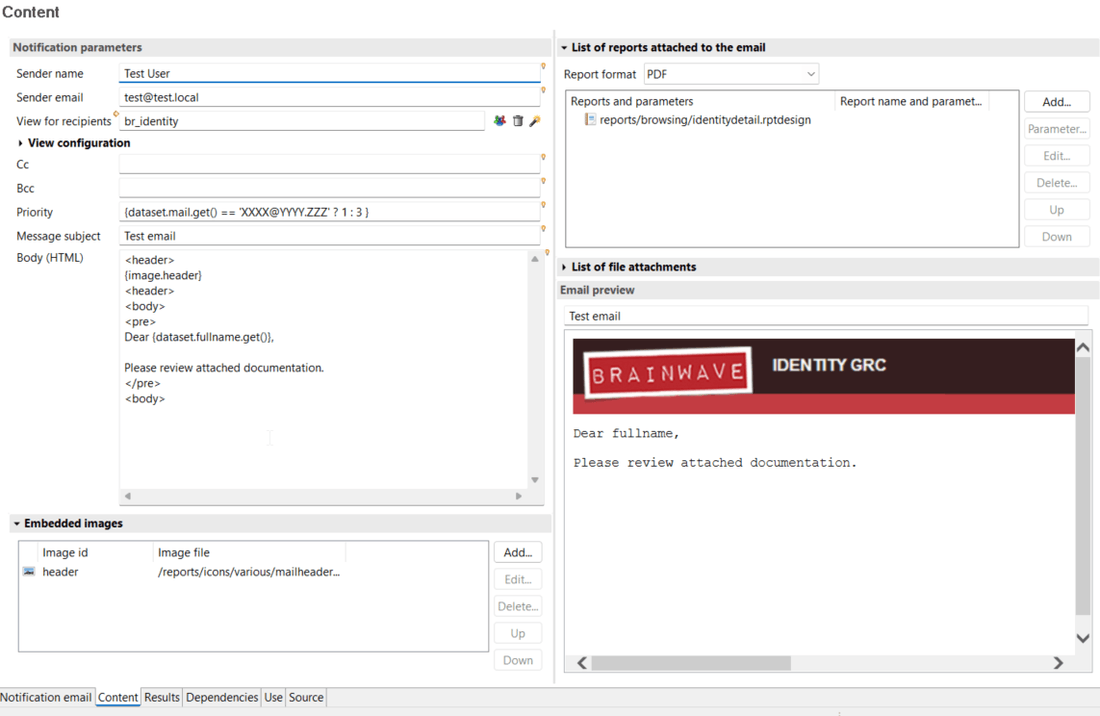 Content
Notification parameters
Sender name Test User
Sender email test@test.local
View for recipients br_identity
View configuration
Cc
Bcc
Priority {dataset.mail.get() == 'XXXX@YYYY.ZZZ' ? 1 : 3 }
Message subject Test email
Body (HTML)
<header>
{image.header}
<header>
<body>
<pre>
Dear {dataset.fullname.get()},
Please review attached documentation.
</pre>
<body>
Embedded images
Image id Image file
header /reports/icons/various/mailheader...
Add...
Edit...
Delete...
Up
Down
List of reports attached to the email
Report format PDF
Reports and parameters Report name and paramet...
reports/browsing/identitydetail.rptdesign
Add...
Parameter...
Edit...
Delete...
Up
Down
List of file attachments
Email preview
Test email
BRAINWAVE IDENTITY GRC
Dear fullname,
Please review attached documentation.
Notification email Content Results Dependencies Use Source